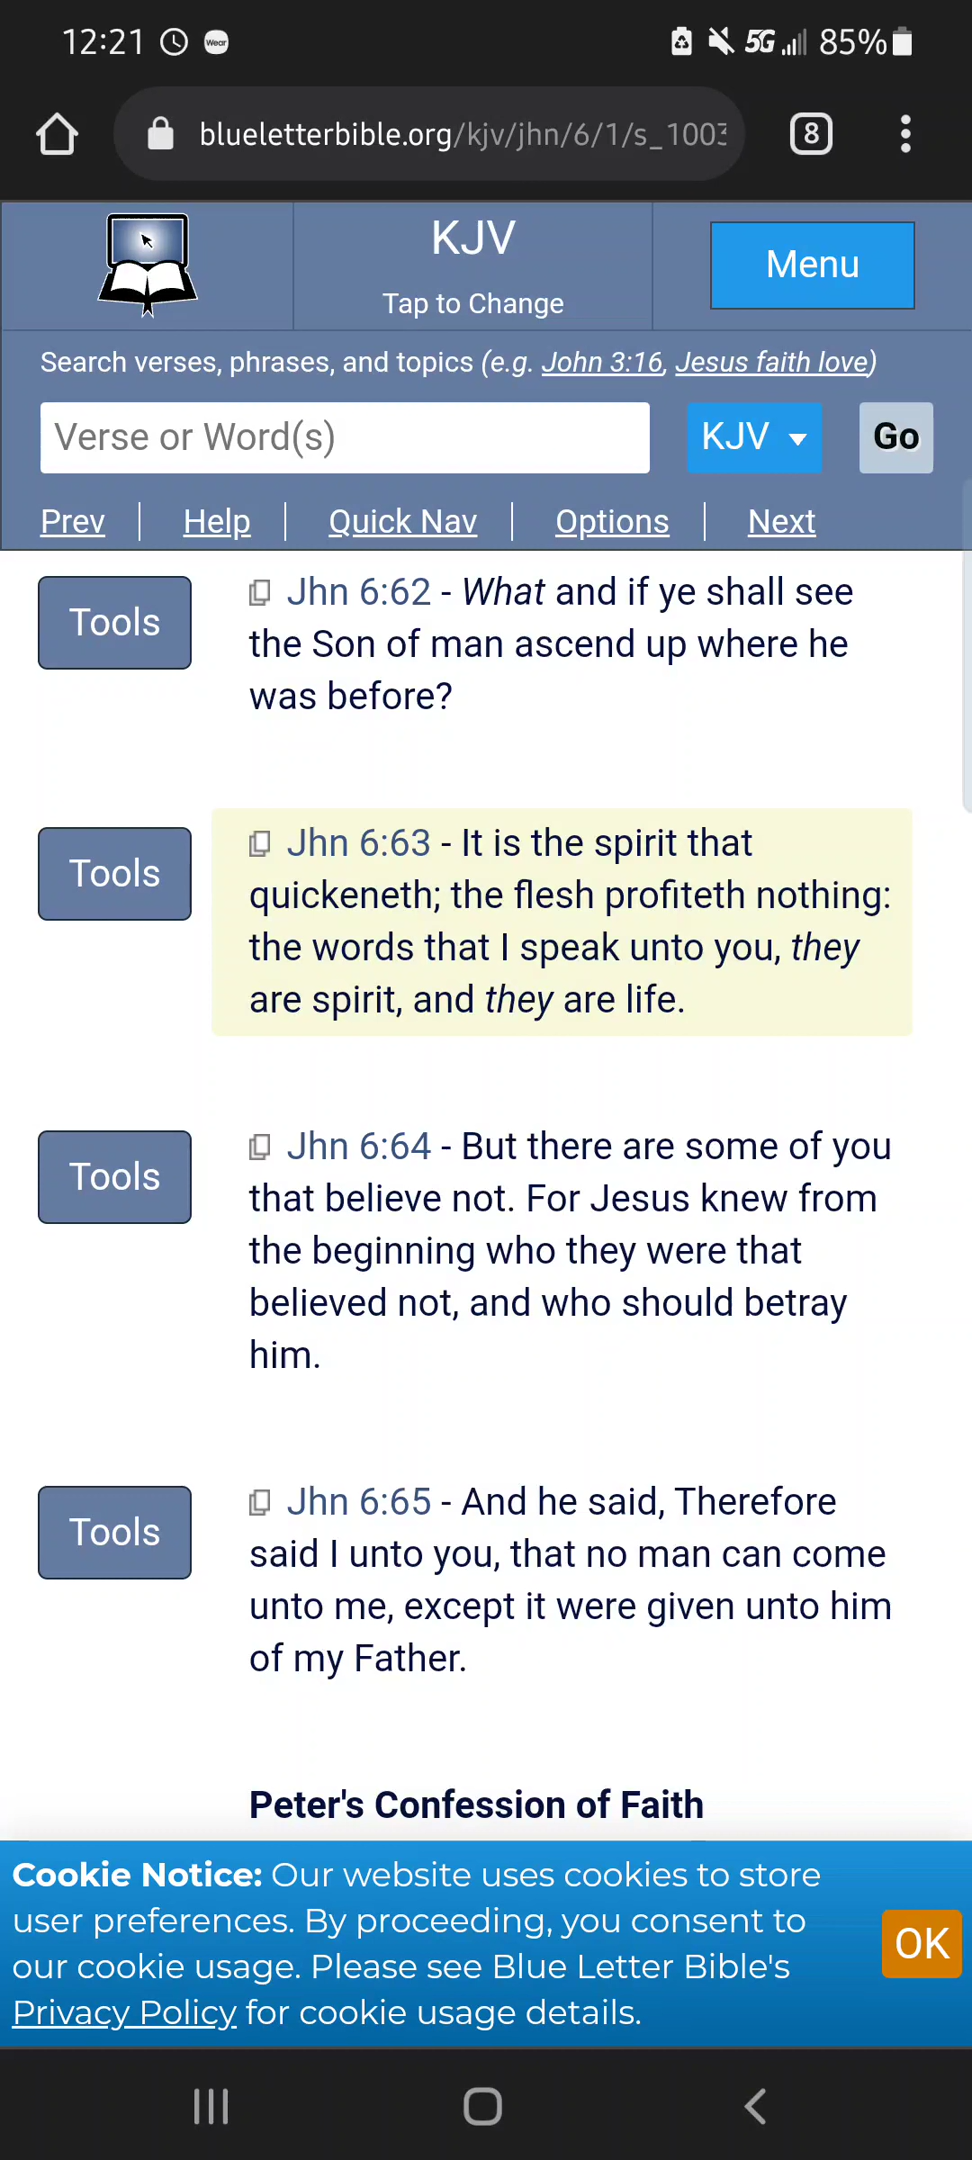 12:21 Wear 5G 85%
blueletterbible.org/kjv/jhn/6/1/s_1003 8
KJV
Tap to Change
Menu
Search verses, phrases, and topics (e.g. John 3:16, Jesus faith love)
Verse or Word(s) KJV Go
Prev Help Quick Nav Options Next
Tools
Jhn 6:62 - What and if ye shall see
the Son of man ascend up where he
was before?
Tools
Jhn 6:63 - It is the spirit that
quickeneth; the flesh profiteth nothing:
the words that I speak unto you, they
are spirit, and they are life.
Tools
Jhn 6:64 - But there are some of you
that believe not. For Jesus knew from
the beginning who they were that
believed not, and who should betray
him.
Tools
Jhn 6:65 - And he said, Therefore
said I unto you, that no man can come
unto me, except it were given unto him
of my Father.
Peter's Confession of Faith
Cookie Notice: Our website uses cookies to store
user preferences. By proceeding, you consent to
our cookie usage. Please see Blue Letter Bible's
Privacy Policy for cookie usage details.
OK